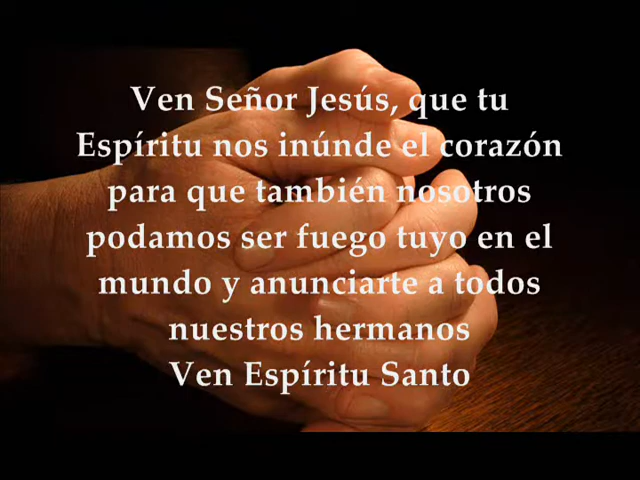 Ven Señor Jesús, que tu
Espíritu nos inúnde el corazón
para que también nosotros
podamos ser fuego tuyo en el
mundo y anunciarte a todos
nuestros hermanos
Ven Espíritu Santo